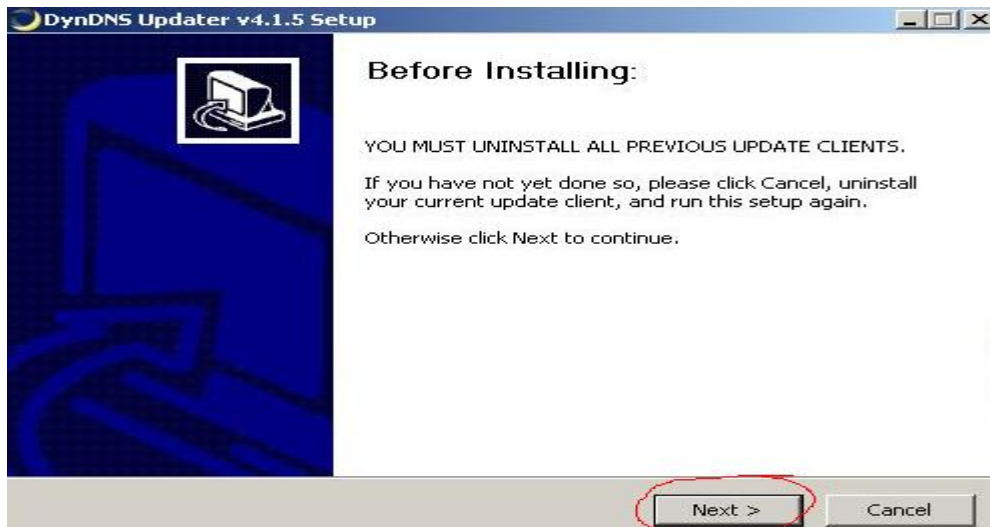 DynDNS Updater v4.1.5 Setup
Before Installing:
YOU MUST UNINSTALL ALL PREVIOUS UPDATE CLIENTS.
If you have not yet done so, please click Cancel, uninstall
your current update client, and run this setup again.
Otherwise click Next to continue.
Next >
Cancel